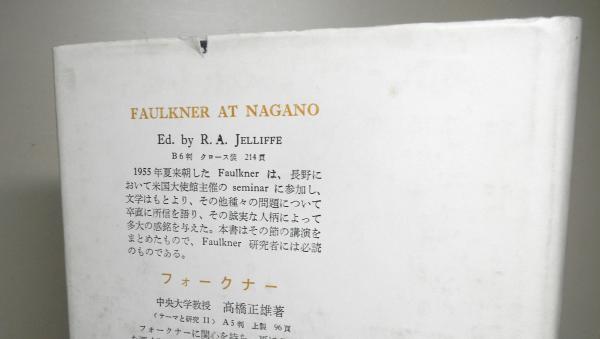 FAULKNER AT NAGANO
Ed. by R. A. JELLIFFE
B6判 クロース装 214頁
1955年夏来朝した Faulkner は、長野に
おいて米国大使館主催の seminar に参加し、
文学はもとより、その他種々の問題について
卒直に所信を語り、その誠実な人柄によって
多大の感銘を与えた。本書はその節の講演を
まとめたもので、Faulkner 研究者には必読
のものである。
フォークナー
中央大学教授 高橋正雄著
〈テーマと研究 II〉 A5判 上製 96頁
フォークナーに関心を持ち、